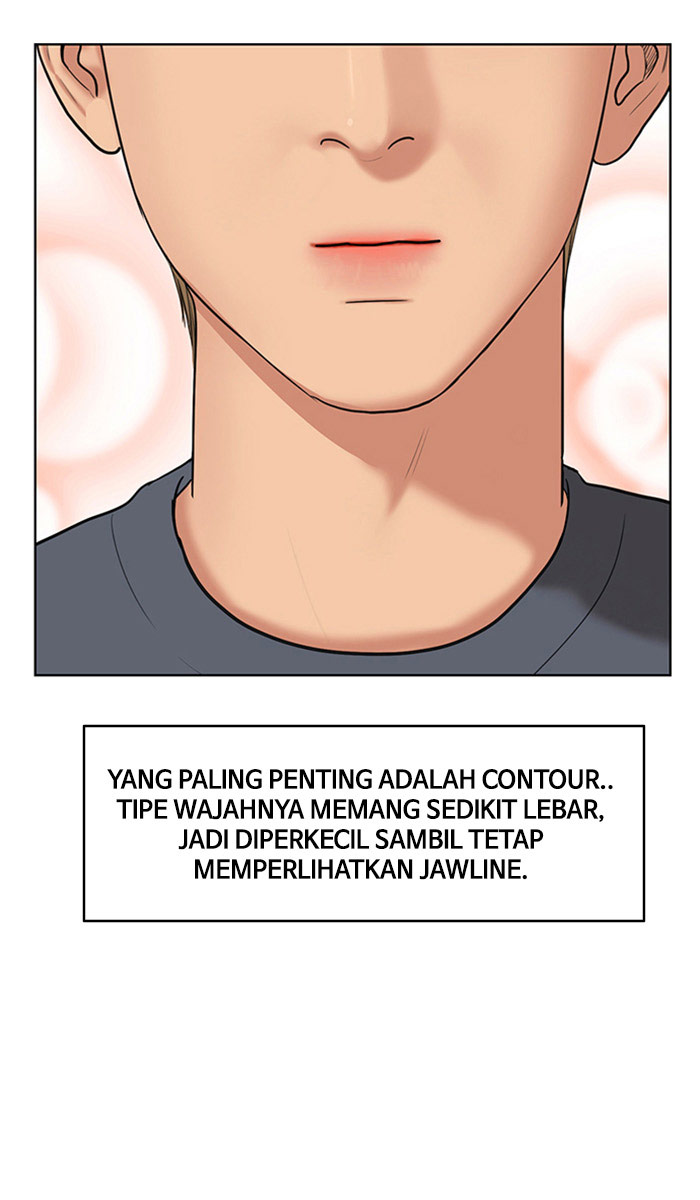 YANG PALING PENTING ADALAH CONTOUR..
TIPE WAJAHNYA MEMANG SEDIKIT LEBAR,
JADI DIPERKECIL SAMBIL TETAP
MEMPERLIHATKAN JAWLINE.